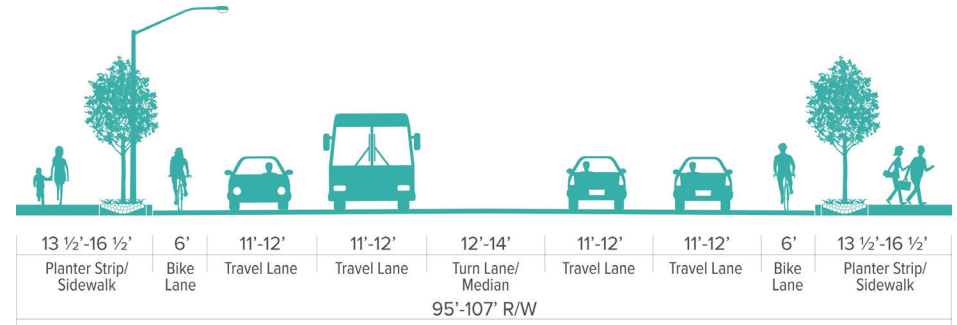 13 ½’-16 ½’ 6’ 11’-12’ 11’-12’ 12’-14’ 11’-12’ 11’-12’ 6’ 13 ½’-16 ½’
Planter Strip/ Bike Travel Lane Travel Lane Turn Lane/ Travel Lane Travel Lane Bike Planter Strip/
Sidewalk Lane Median Lane Sidewalk
95’-107’ R/W